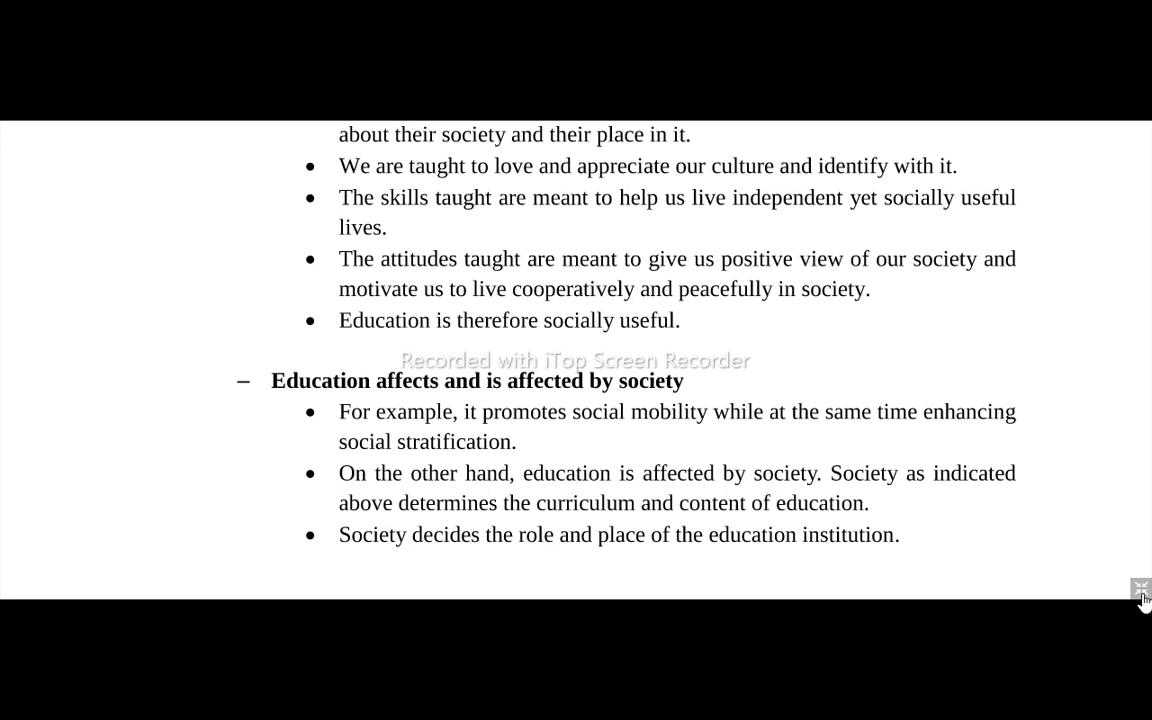 about their society and their place in it.
• We are taught to love and appreciate our culture and identify with it.
• The skills taught are meant to help us live independent yet socially useful
lives.
• The attitudes taught are meant to give us positive view of our society and
motivate us to live cooperatively and peacefully in society.
• Education is therefore socially useful.
Recorded with iTop Screen Recorder
– Education affects and is affected by society
• For example, it promotes social mobility while at the same time enhancing
social stratification.
• On the other hand, education is affected by society. Society as indicated
above determines the curriculum and content of education.
• Society decides the role and place of the education institution.